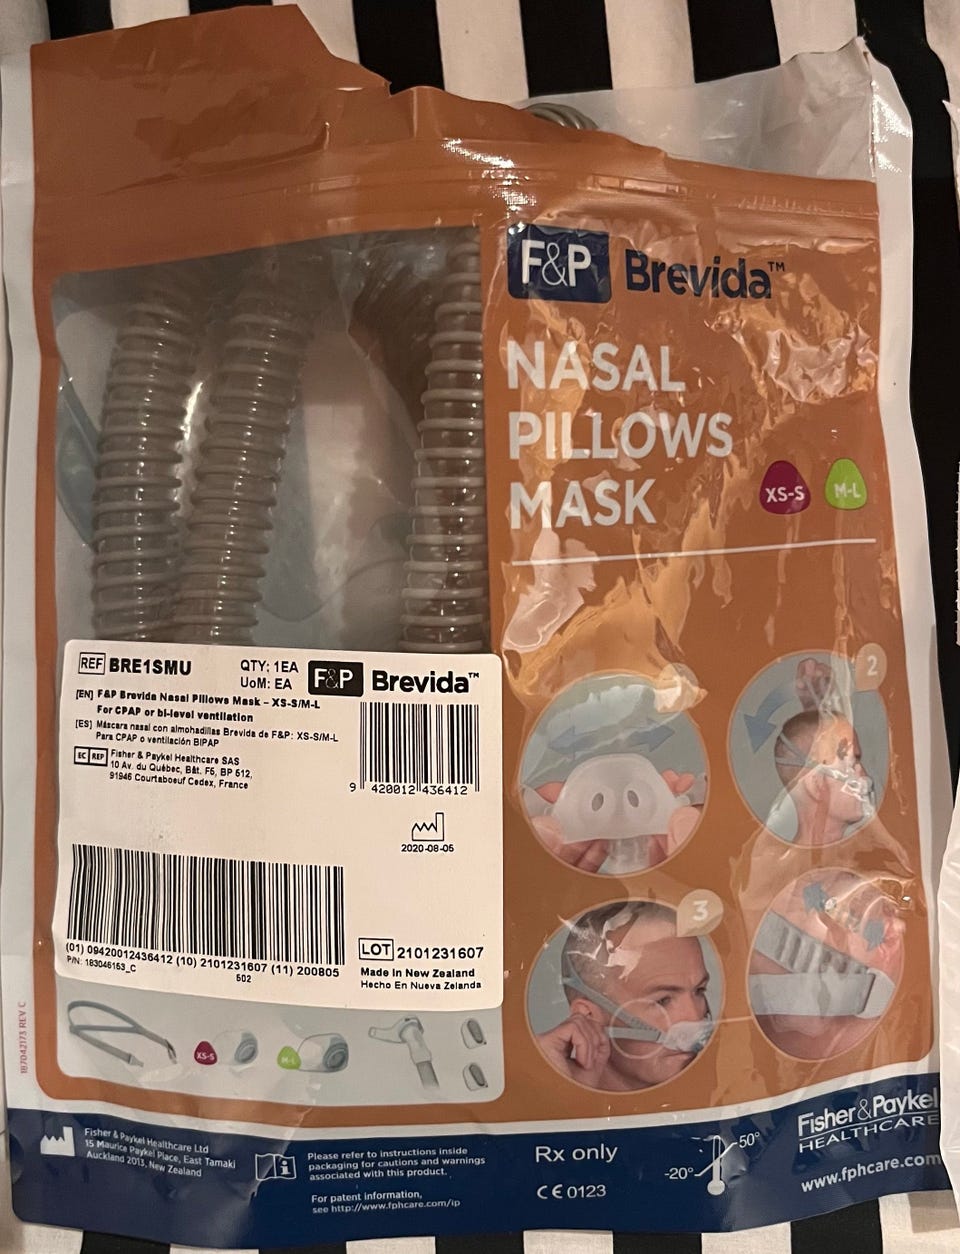 F&P Brevida™
NASAL
PILLOWS
MASK
XS-S M-L
REF BRE1SMU
QTY: 1EA
UoM: EA
F&P Brevida™
[EN] F&P Brevida Nasal Pillows Mask – XS-S/M-L
For CPAP or bi-level ventilation
[ES] Máscara nasal con almohadillas Brevida de F&P: XS-S/M-L
Para CPAP o ventilación BIPAP
EC REP Fisher & Paykel Healthcare SAS
10 Av. du Québec, Bât. F5, BP 512,
91946 Courtaboeuf Cedex, France
9 420012 436412
2020-08-05
(01) 09420012436412 (10) 2101231607 (11) 200805
P/N: 183046163_C
502
LOT 2101231607
Made In New Zealand
Hecho En Nueva Zelanda
2
3
XS-S
M-L
187042173 REV C
Fisher & Paykel Healthcare Ltd
15 Maurice Paykel Place, East Tamaki
Auckland 2013, New Zealand
i
Please refer to instructions inside
packaging for cautions and warnings
associated with this product.
For patent information,
see http://www.fphcare.com/ip
Rx only
CE 0123
-20°
50°
Fisher & Paykel
HEALTHCARE
www.fphcare.com